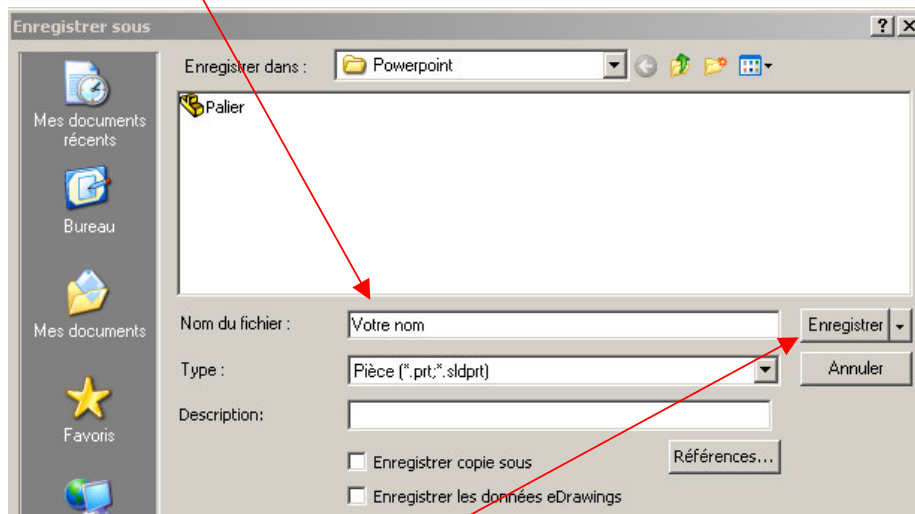 Enregistrer sous
Enregistrer dans :
Powerpoint
Mes documents
récents
Bureau
Mes documents
Favoris
Palier
Nom du fichier :
Votre nom
Enregistrer
Type :
Pièce (*.prt;*.sldprt)
Annuler
Description:
Enregistrer copie sous
Références...
Enregistrer les données eDrawings